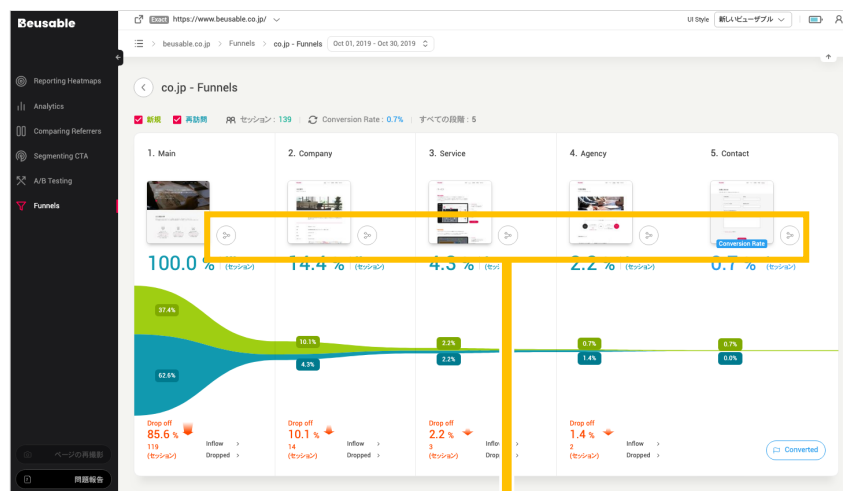 Beusable
Exact https://www.beusable.co.jp/
UI Style 新しいビューザブル
beusable.co.jp > Funnels > co.jp - Funnels Oct 01, 2019 - Oct 30, 2019
Reporting Heatmaps
Analytics
Comparing Referrers
Segmenting CTA
A/B Testing
Funnels
ページの再撮影
問題報告
co.jp - Funnels
新規 再訪問 セッション : 139 Conversion Rate : 0.7% すべての段階 : 5
1. Main
2. Company
3. Service
4. Agency
5. Contact
Conversion Rate
100.0 % (セッション)
14.4 % (セッション)
4.3 %
2.2 % (セッション)
0.7 % (セッション)
37.4%
62.6%
10.1%
4.3%
2.2%
2.2%
0.7%
1.4%
0.7%
0.0%
Drop off
85.6 %
119
(セッション)
Inflow >
Dropped >
Drop off
10.1 %
14
(セッション)
Inflow >
Dropped >
Drop off
2.2 %
3
(セッション)
Drop off
1.4 %
2
(セッション)
Inflow >
Dropped >
Converted